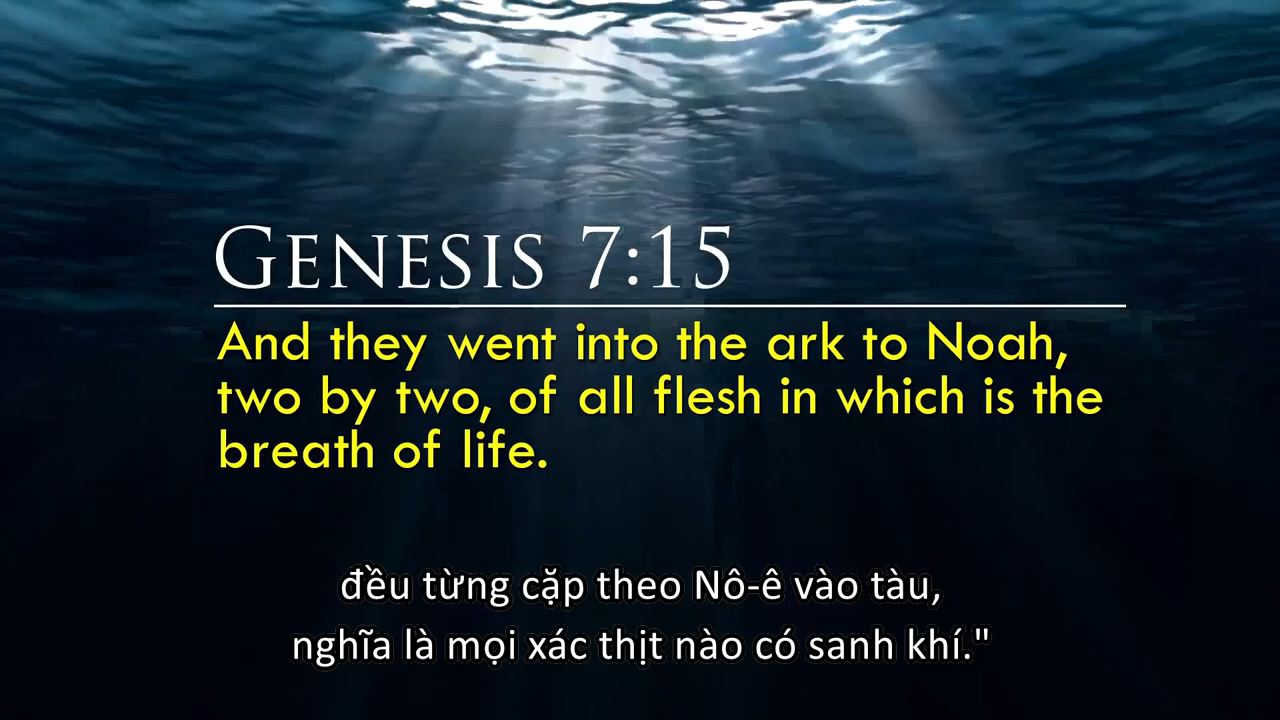 GENESIS 7:15
And they went into the ark to Noah,
two by two, of all flesh in which is the
breath of life.
đều từng cặp theo Nô-ê vào tàu,
nghĩa là mọi xác thịt nào có sanh khí."